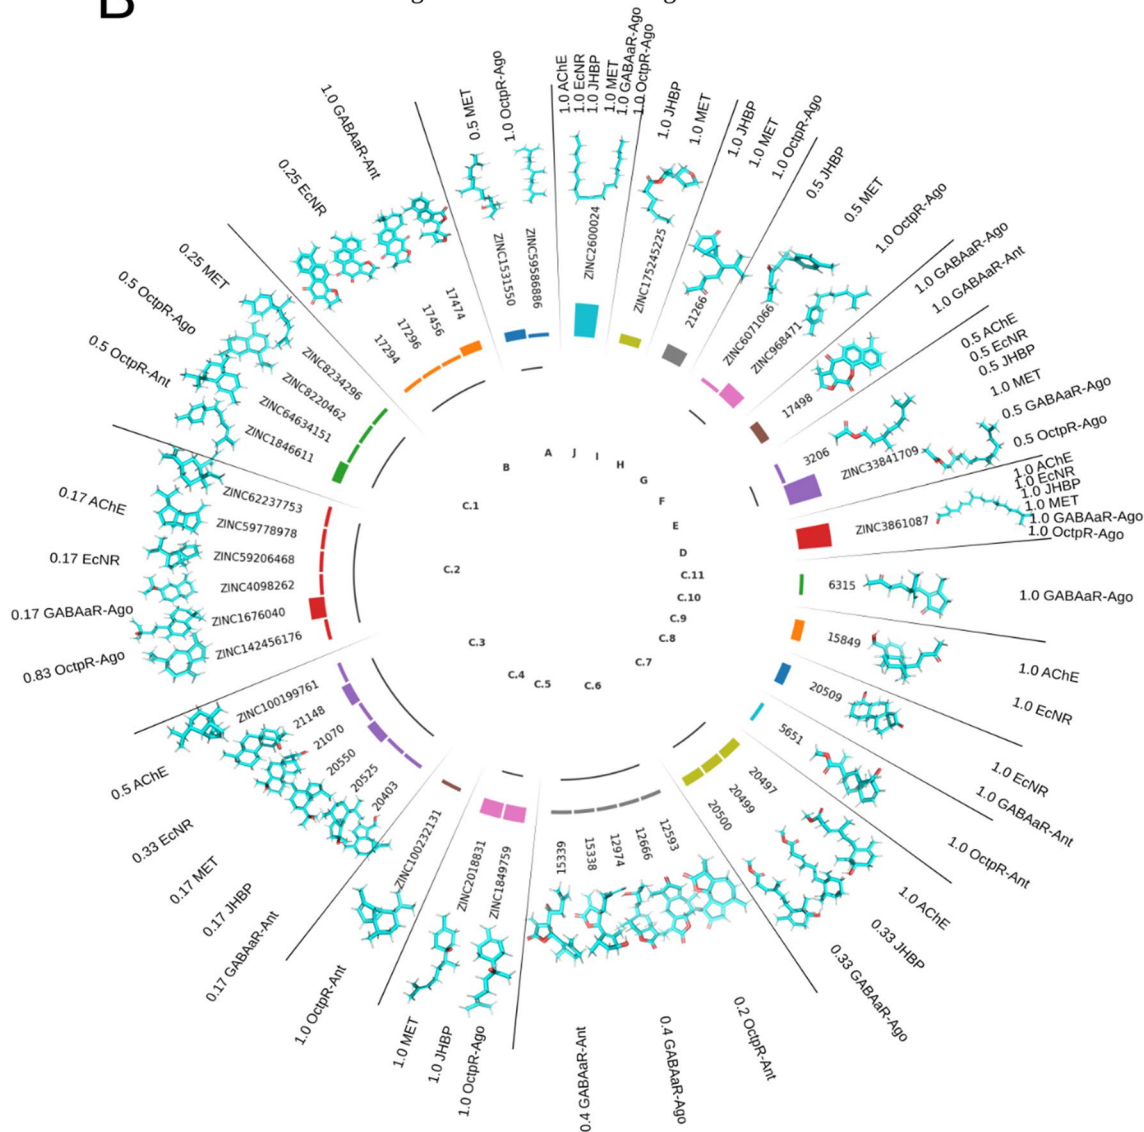 B
1.0 AChE
1.0 EcNR
1.0 JHBP
1.0 MET
1.0 GABAaR-Ago
1.0 OctpR-Ago
ZINC2600024
1.0 JHBP
1.0 MET
ZINC175245225
1.0 JHBP
1.0 MET
1.0 OctpR-Ago
21266
0.5 JHBP
0.5 MET
1.0 OctpR-Ago
ZINC6071066
ZINC968471
1.0 GABAaR-Ago
1.0 GABAaR-Ant
17498
0.5 AChE
0.5 EcNR
0.5 JHBP
1.0 MET
0.5 GABAaR-Ago
0.5 OctpR-Ago
3206
ZINC33841709
1.0 AChE
1.0 EcNR
1.0 JHBP
1.0 MET
1.0 GABAaR-Ago
1.0 OctpR-Ago
ZINC3861087
1.0 GABAaR-Ago
6315
1.0 AChE
1.0 EcNR
15849
1.0 EcNR
1.0 GABAaR-Ant
20509
1.0 OctpR-Ant
5651
1.0 AChE
0.33 JHBP
0.33 GABAaR-Ago
20497
20499
20500
0.2 OctpR-Ant
0.4 GABAaR-Ago
0.4 GABAaR-Ant
12593
12666
12974
15338
15339
1.0 OctpR-Ago
1.0 JHBP
1.0 MET
ZINC1849759
ZINC2018831
1.0 OctpR-Ant
ZINC100232131
0.17 GABAaR-Ant
0.17 JHBP
0.17 MET
0.33 EcNR
0.5 AChE
20403
20525
20550
21070
21148
ZINC100199761
0.83 OctpR-Ago
0.17 GABAaR-Ago
0.17 EcNR
0.17 AChE
ZINC142456176
ZINC1676040
ZINC4098262
ZINC59206468
ZINC59778978
ZINC62237753
0.5 OctpR-Ant
0.5 OctpR-Ago
0.25 MET
ZINC1846611
ZINC64634151
ZINC8220462
ZINC8234296
0.25 EcNR
1.0 GABAaR-Ant
17294
17296
17456
17474
0.5 MET
1.0 OctpR-Ago
ZINC1531550
ZINC59586886
A
J
I
H
G
F
E
D
C.11
C.10
C.9
C.8
C.7
C.6
C.5
C.4
C.3
C.2
C.1
B